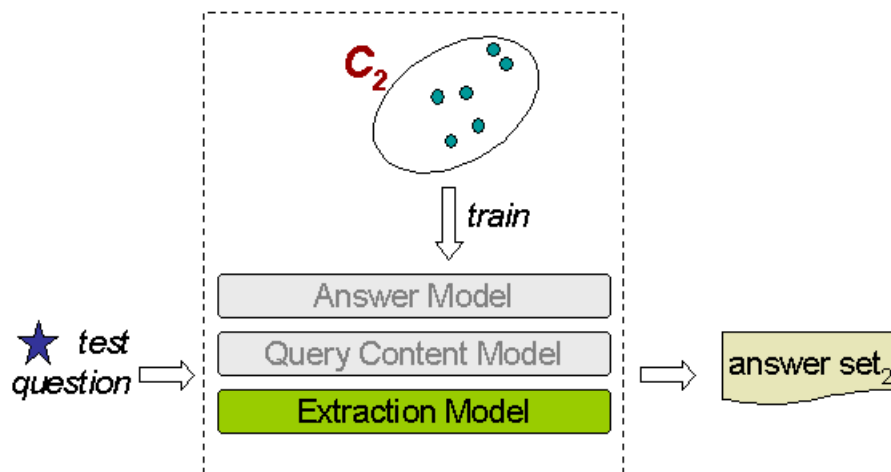 C₂
train
Answer Model
test
question
Query Content Model
Extraction Model
answer set₂